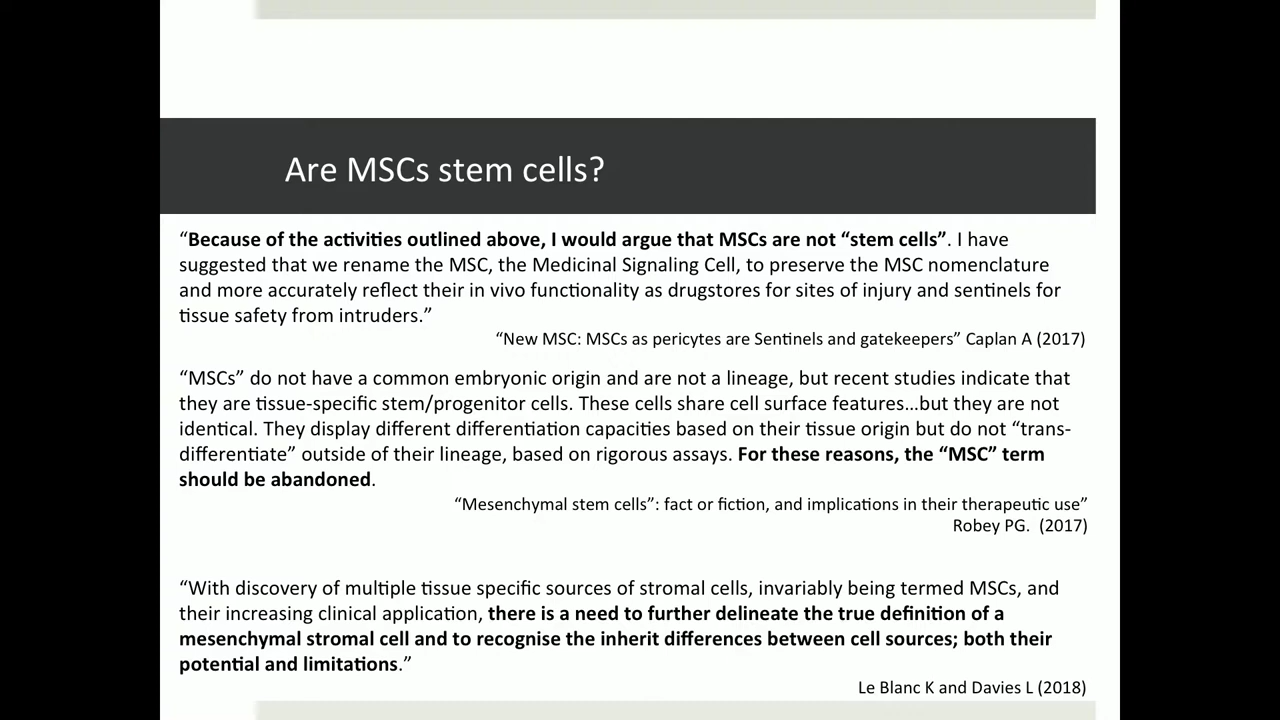 Are MSCs stem cells?
“Because of the activities outlined above, I would argue that MSCs are not “stem cells”. I have
suggested that we rename the MSC, the Medicinal Signaling Cell, to preserve the MSC nomenclature
and more accurately reflect their in vivo functionality as drugstores for sites of injury and sentinels for
tissue safety from intruders.”
“New MSC: MSCs as pericytes are Sentinels and gatekeepers” Caplan A (2017)
“MSCs” do not have a common embryonic origin and are not a lineage, but recent studies indicate that
they are tissue-specific stem/progenitor cells. These cells share cell surface features…but they are not
identical. They display different differentiation capacities based on their tissue origin but do not “trans-
differentiate” outside of their lineage, based on rigorous assays. For these reasons, the “MSC” term
should be abandoned.
“Mesenchymal stem cells”: fact or fiction, and implications in their therapeutic use”
Robey PG. (2017)
“With discovery of multiple tissue specific sources of stromal cells, invariably being termed MSCs, and
their increasing clinical application, there is a need to further delineate the true definition of a
mesenchymal stromal cell and to recognise the inherit differences between cell sources; both their
potential and limitations.”
Le Blanc K and Davies L (2018)